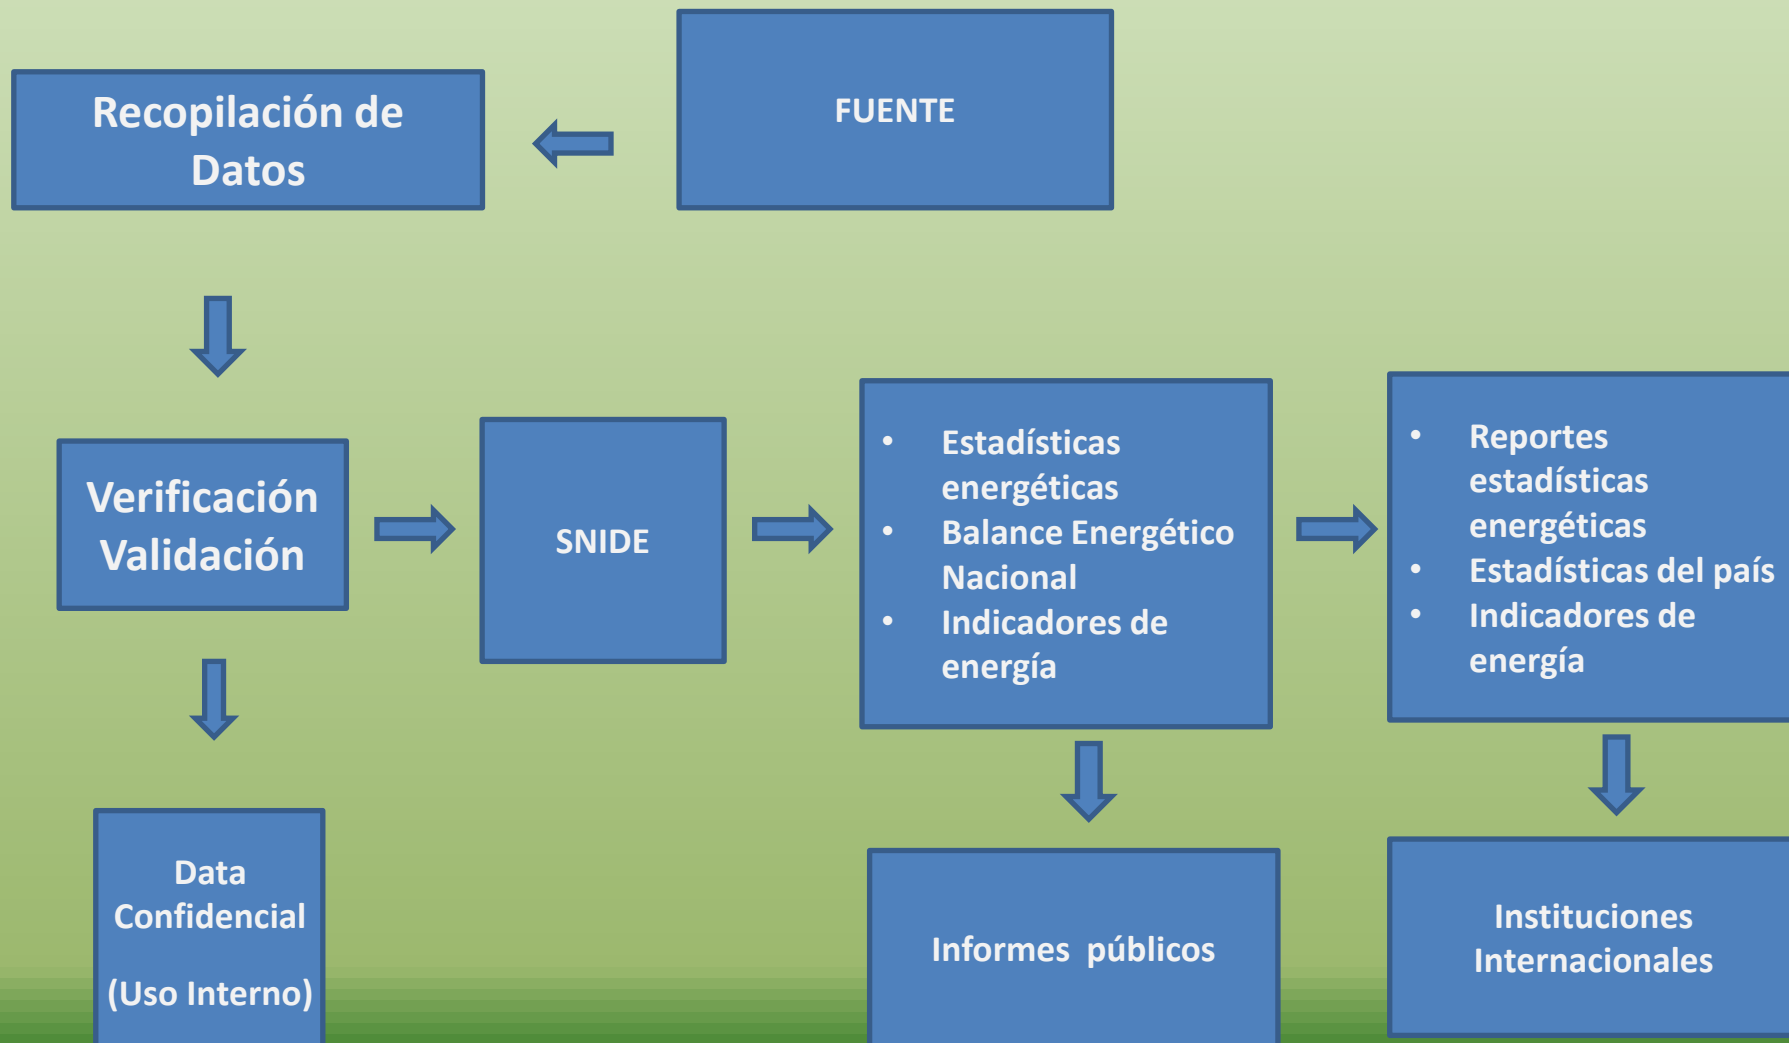 FUENTE
Recopilación de
Datos
Verificación
Validación
SNIDE
• Estadísticas
energéticas
• Balance Energético
Nacional
• Indicadores de
energía
• Reportes
estadísticas
energéticas
• Estadísticas del país
• Indicadores de
energía
Data
Confidencial
(Uso Interno)
Informes públicos
Instituciones
Internacionales